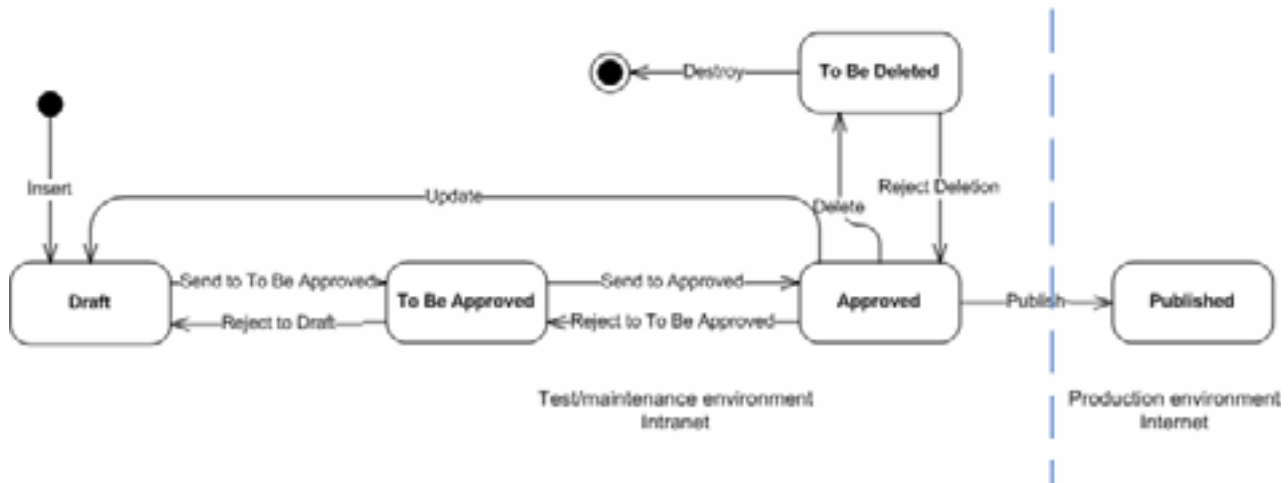 To Be Deleted
Destroy
Insert
Update
Delete
Reject Deletion
Draft
Send to To Be Approved
Reject to Draft
To Be Approved
Send to Approved
Reject to To Be Approved
Approved
Publish
Published
Test/maintenance environment
Intranet
Production environment
Internet